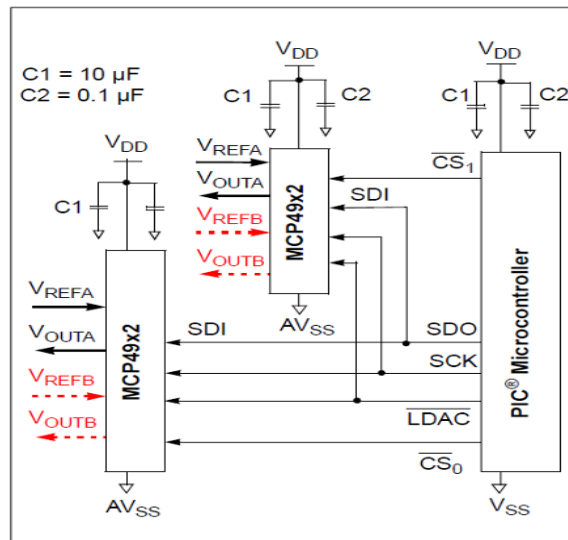 C1 = 10 µF
C2 = 0.1 µF
VDD
C1
C2
VDD
C1
C2
VDD
C1
VREFA
VOUTA
VREFB
VOUTB
MCP49x2
AVSS
CS1
SDI
VREFA
VOUTA
VREFB
VOUTB
MCP49x2
AVSS
SDI
SDO
SCK
LDAC
CS0
PIC® Microcontroller
VSS